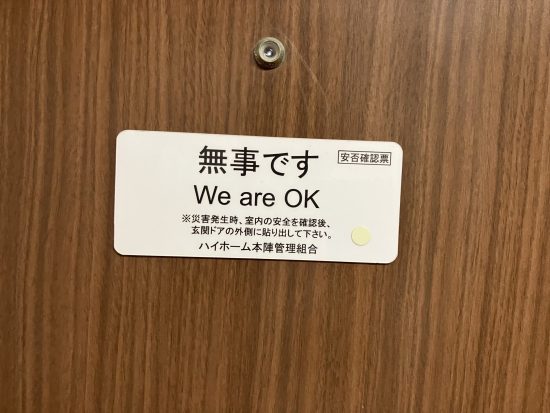 無事です
安否確認票
We are OK
※災害発生時、室内の安全を確認後、
玄関ドアの外側に貼り出して下さい。
ハイホーム本陣管理組合